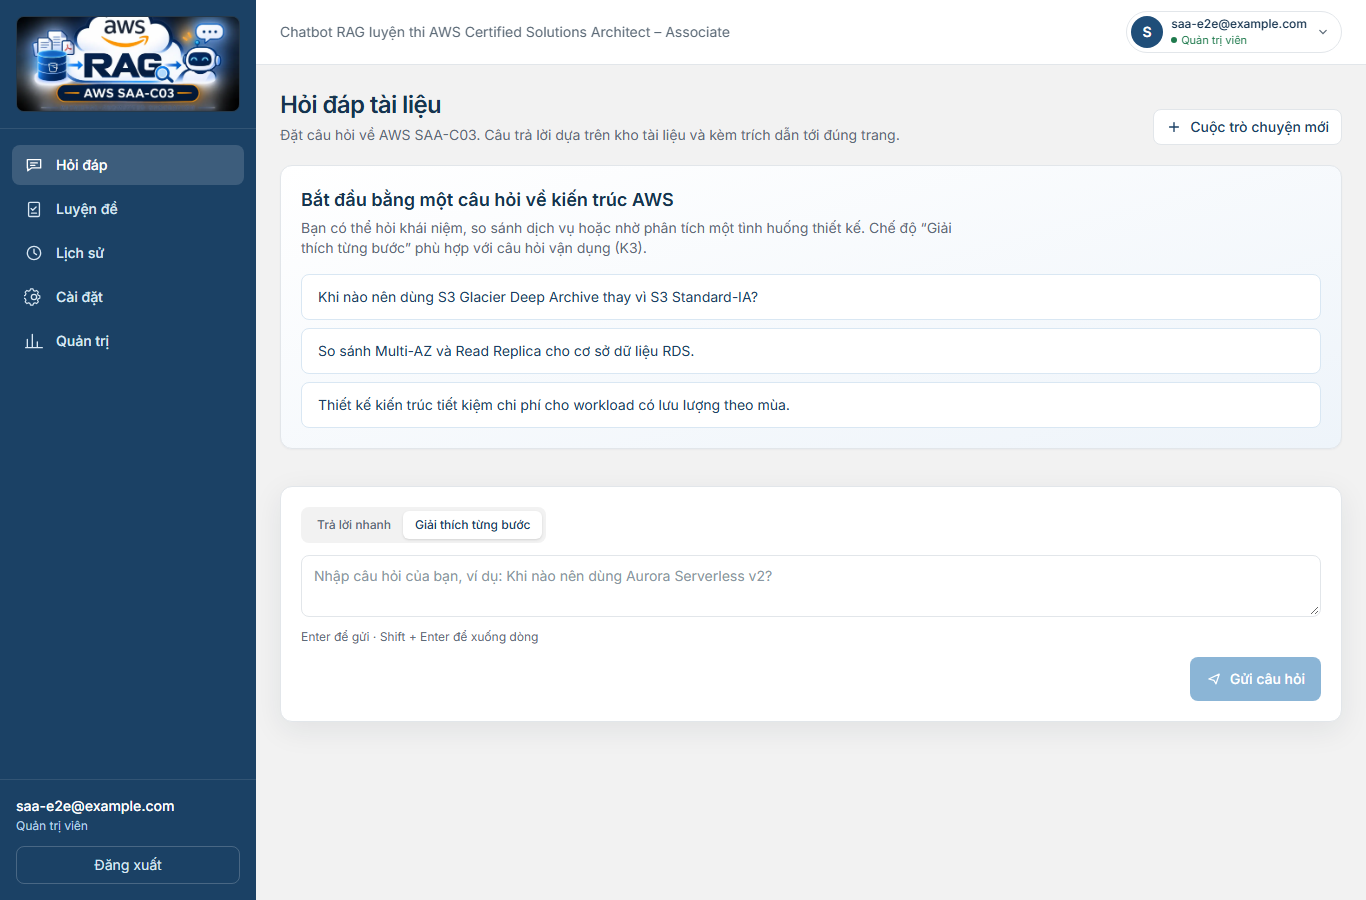 aws
RAG
AWS SAA-C03
Hỏi đáp
Luyện đề
Lịch sử
Cài đặt
Quản trị
saa-e2e@example.com
Quản trị viên
Đăng xuất
Chatbot RAG luyện thi AWS Certified Solutions Architect – Associate
S
saa-e2e@example.com
Quản trị viên
Hỏi đáp tài liệu
Đặt câu hỏi về AWS SAA-C03. Câu trả lời dựa trên kho tài liệu và kèm trích dẫn tới đúng trang.
Cuộc trò chuyện mới
Bắt đầu bằng một câu hỏi về kiến trúc AWS
Bạn có thể hỏi khái niệm, so sánh dịch vụ hoặc nhờ phân tích một tình huống thiết kế. Chế độ “Giải
thích từng bước” phù hợp với câu hỏi vận dụng (K3).
Khi nào nên dùng S3 Glacier Deep Archive thay vì S3 Standard-IA?
So sánh Multi-AZ và Read Replica cho cơ sở dữ liệu RDS.
Thiết kế kiến trúc tiết kiệm chi phí cho workload có lưu lượng theo mùa.
Trả lời nhanh
Giải thích từng bước
Nhập câu hỏi của bạn, ví dụ: Khi nào nên dùng Aurora Serverless v2?
Enter để gửi · Shift + Enter để xuống dòng
Gửi câu hỏi